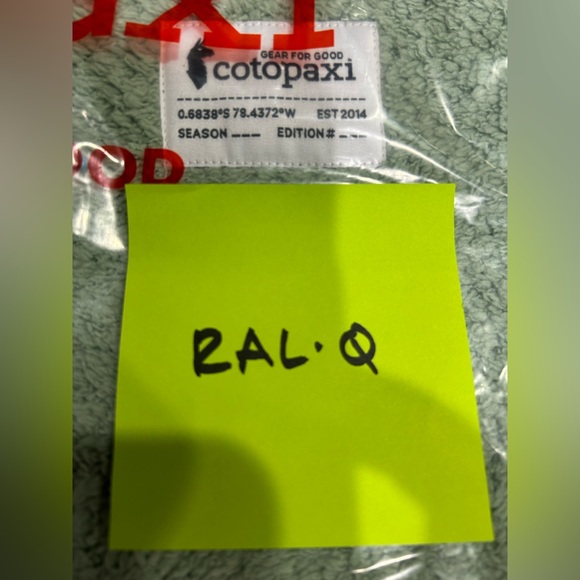 GEAR FOR GOOD
cotopaxi
0.6838°S 78.4372°W EST 2014
SEASON ___ EDITION# ___
RAL·Q